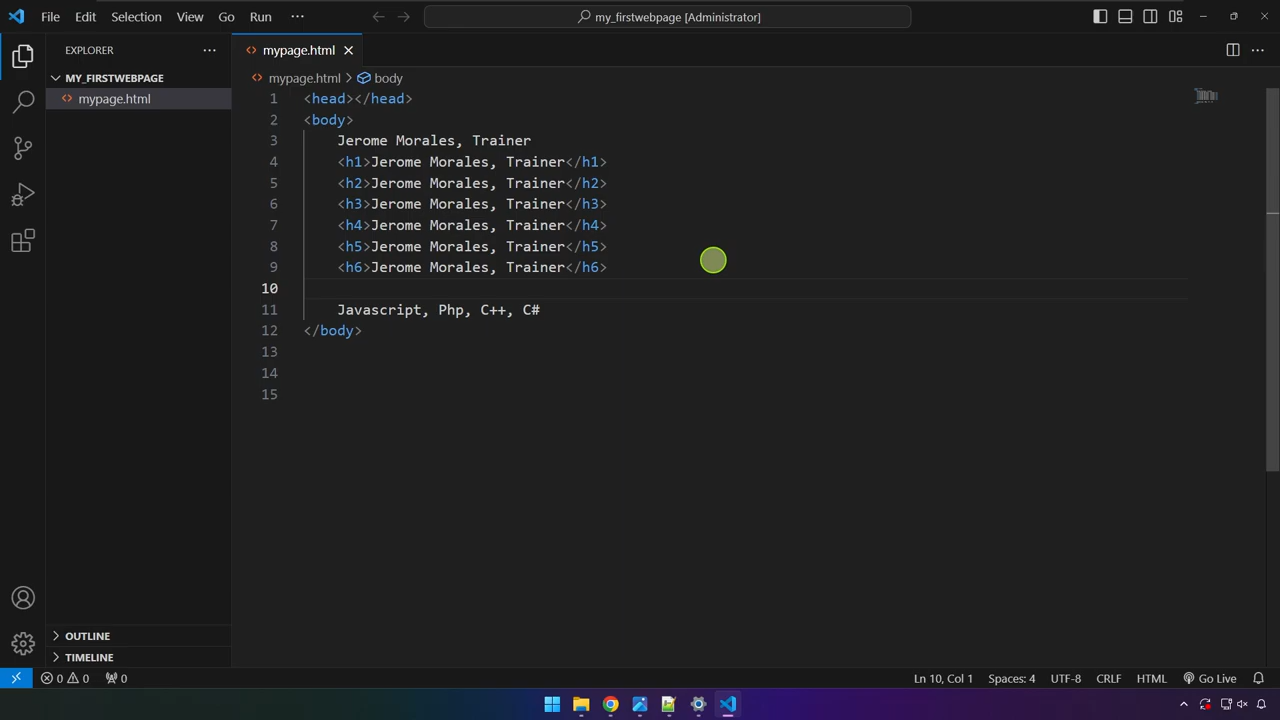 File Edit Selection View Go Run ··· my_firstwebpage [Administrator]
EXPLORER ···
mypage.html
MY_FIRSTWEBPAGE
mypage.html
mypage.html > body
1 <head></head>
2 <body>
3 Jerome Morales, Trainer
4 <h1>Jerome Morales, Trainer</h1>
5 <h2>Jerome Morales, Trainer</h2>
6 <h3>Jerome Morales, Trainer</h3>
7 <h4>Jerome Morales, Trainer</h4>
8 <h5>Jerome Morales, Trainer</h5>
9 <h6>Jerome Morales, Trainer</h6>
10
11 Javascript, Php, C++, C#
12 </body>
13
14
15
OUTLINE
TIMELINE
0 0 0 Ln 10, Col 1 Spaces: 4 UTF-8 CRLF HTML Go Live